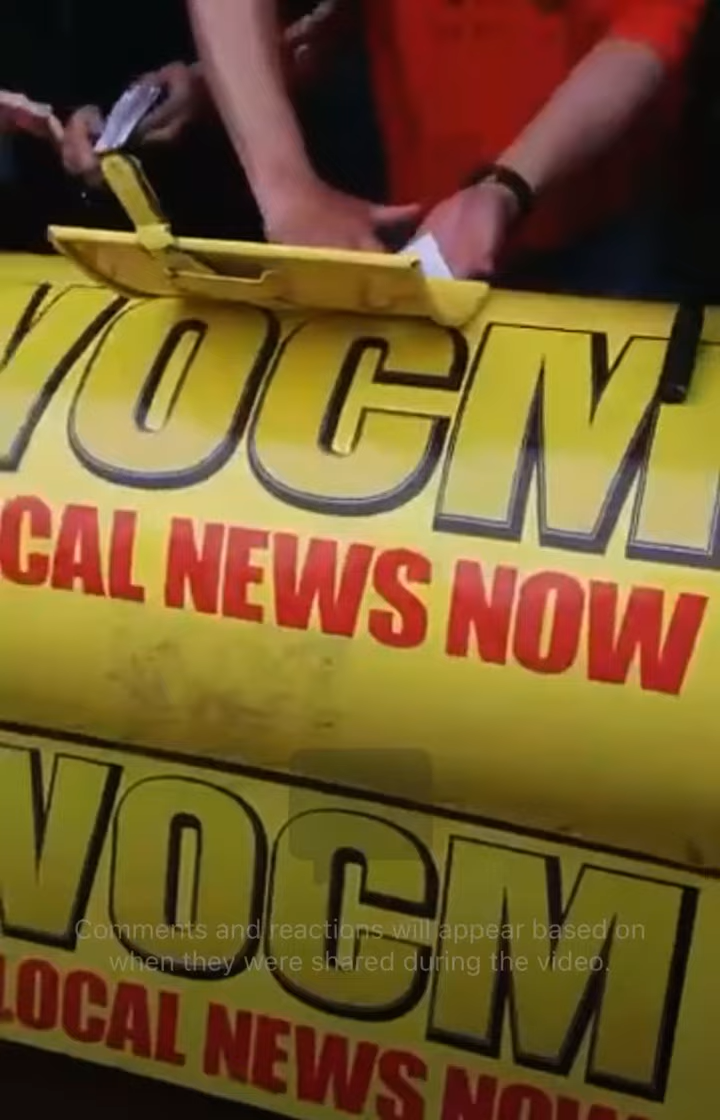 VOCM
CAL NEWS NOW
VOCM
LOCAL NEWS NOW
Comments and reactions will appear based on
when they were shared during the video.